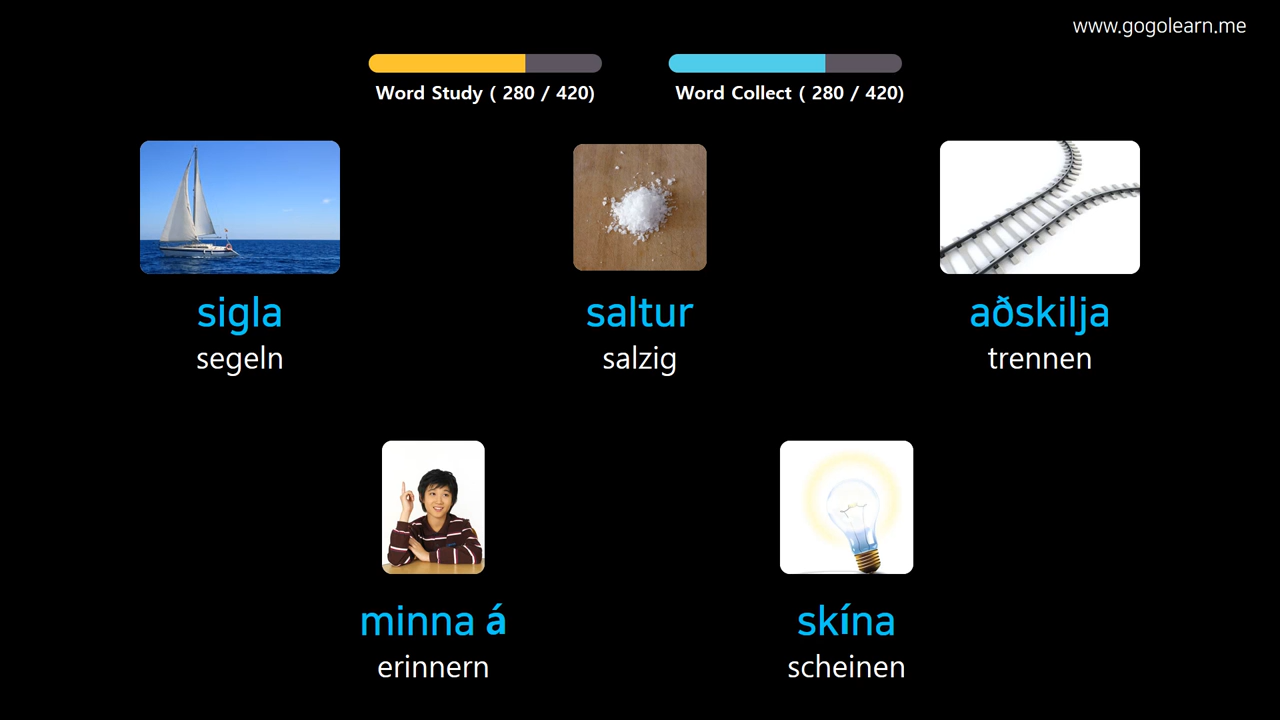 www.gogolearn.me
Word Study ( 280 / 420)
Word Collect ( 280 / 420)
sigla
segeln
saltur
salzig
aðskilja
trennen
minna á
erinnern
skína
scheinen